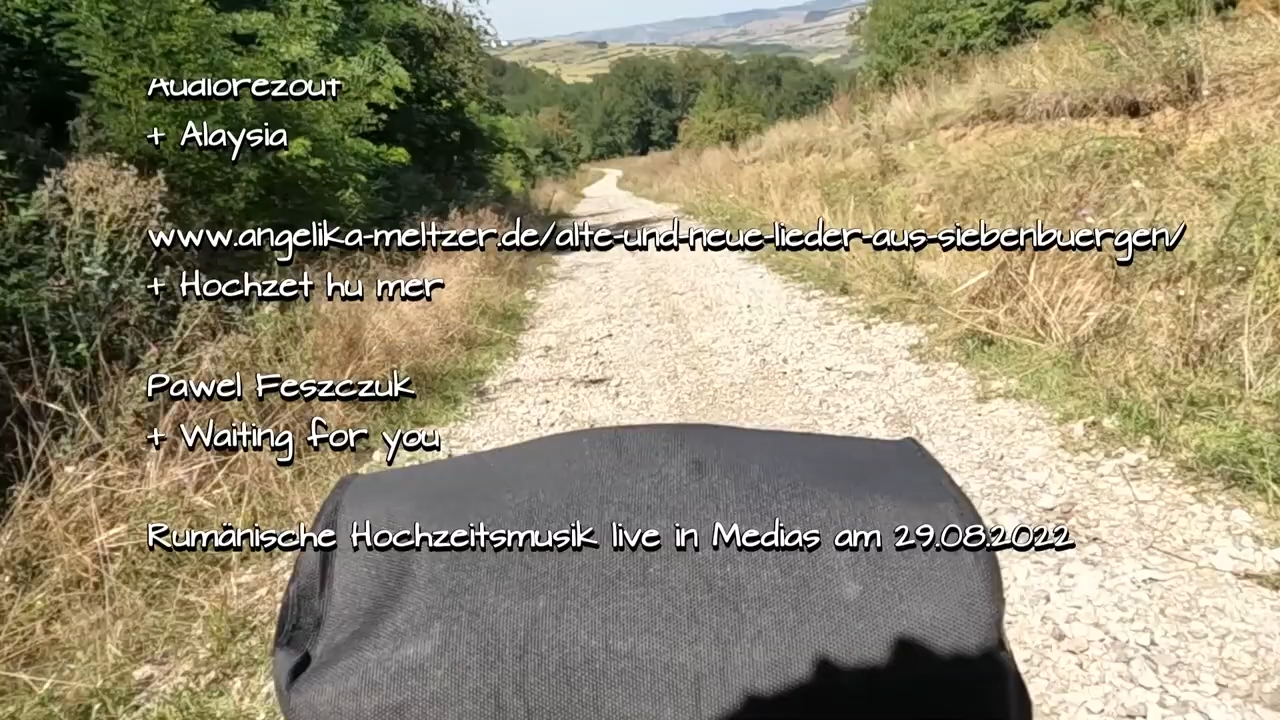 Audiorezout
+ Alaysia
www.angelika-meltzer.de/alte-und-neue-lieder-aus-siebenbuergen/
+ Hochzet hu mer
Pawel Feszczuk
+ Waiting for you
Rumänische Hochzeitsmusik live in Medias am 29.08.2022